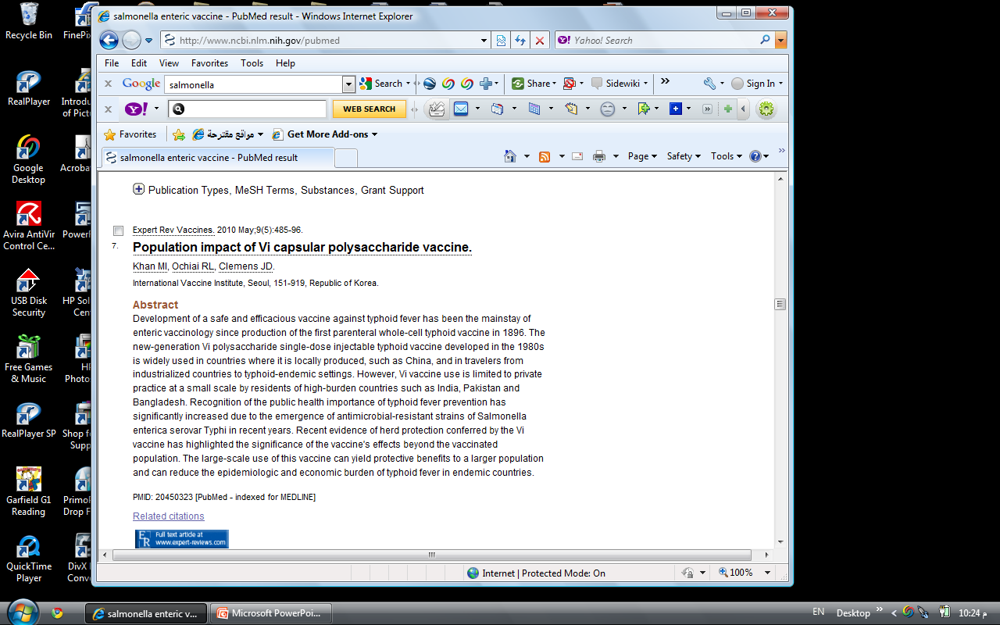 salmonella enteric vaccine - PubMed result - Windows Internet Explorer
http://www.ncbi.nlm.nih.gov/pubmed
Yahoo! Search
File Edit View Favorites Tools Help
x Google salmonella Search Share Sidewiki » Sign In
x Y! WEB SEARCH
Favorites مواقع مقترحة Get More Add-ons
salmonella enteric vaccine - PubMed result
Page Safety Tools »
Publication Types, MeSH Terms, Substances, Grant Support
Expert Rev Vaccines. 2010 May;9(5):485-96.
7. Population impact of Vi capsular polysaccharide vaccine.
Khan MI, Ochiai RL, Clemens JD.
International Vaccine Institute, Seoul, 151-919, Republic of Korea.
Abstract
Development of a safe and efficacious vaccine against typhoid fever has been the mainstay of
enteric vaccinology since production of the first parenteral whole-cell typhoid vaccine in 1896. The
new-generation Vi polysaccharide single-dose injectable typhoid vaccine developed in the 1980s
is widely used in countries where it is locally produced, such as China, and in travelers from
industrialized countries to typhoid-endemic settings. However, Vi vaccine use is limited to private
practice at a small scale by residents of high-burden countries such as India, Pakistan and
Bangladesh. Recognition of the public health importance of typhoid fever prevention has
significantly increased due to the emergence of antimicrobial-resistant strains of Salmonella
enterica serovar Typhi in recent years. Recent evidence of herd protection conferred by the Vi
vaccine has highlighted the significance of the vaccine's effects beyond the vaccinated
population. The large-scale use of this vaccine can yield protective benefits to a larger population
and can reduce the epidemiologic and economic burden of typhoid fever in endemic countries.
PMID: 20450323 [PubMed - indexed for MEDLINE]
Related citations
ER Full text article at
www.expert-reviews.com
Internet | Protected Mode: On
100%
Recycle Bin
RealPlayer
Google
Desktop
Avira AntiVir
Control Ce...
USB Disk
Security
Free Games
& Music
RealPlayer SP
Garfield G1
Reading
QuickTime
Player
FinePix
Introdu
of Pictu
Acroba
PowerP
HP Sol
Cent
HP
Photo
Shop f
Supp
Primo
Drop F
DivX
Conv
salmonella enteric v...
Microsoft PowerPoi...
EN Desktop » 10:24 م